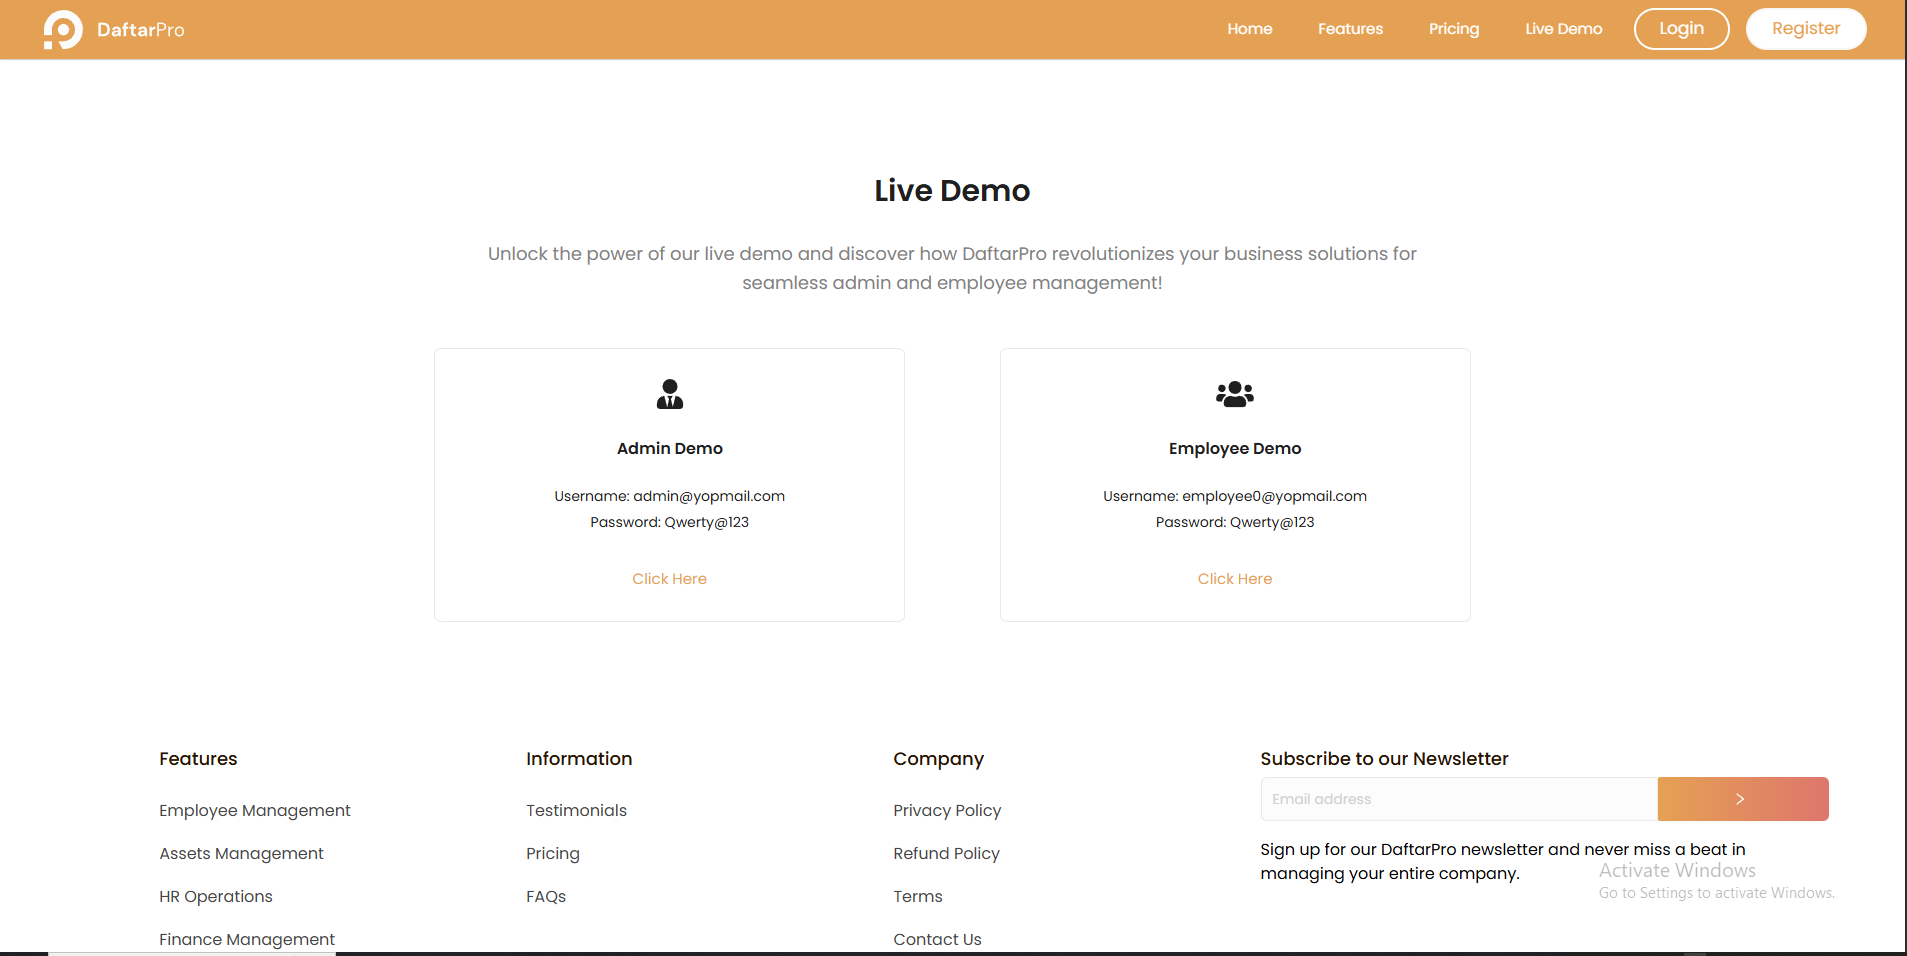 DaftarPro
Home
Features
Pricing
Live Demo
Login
Register
Live Demo
Unlock the power of our live demo and discover how DaftarPro revolutionizes your business solutions for
seamless admin and employee management!
Admin Demo
Username: admin@yopmail.com
Password: Qwerty@123
Click Here
Employee Demo
Username: employee0@yopmail.com
Password: Qwerty@123
Click Here
Features
Employee Management
Assets Management
HR Operations
Finance Management
Information
Testimonials
Pricing
FAQs
Company
Privacy Policy
Refund Policy
Terms
Contact Us
Subscribe to our Newsletter
Email address
Sign up for our DaftarPro newsletter and never miss a beat in
managing your entire company.
Activate Windows
Go to Settings to activate Windows.